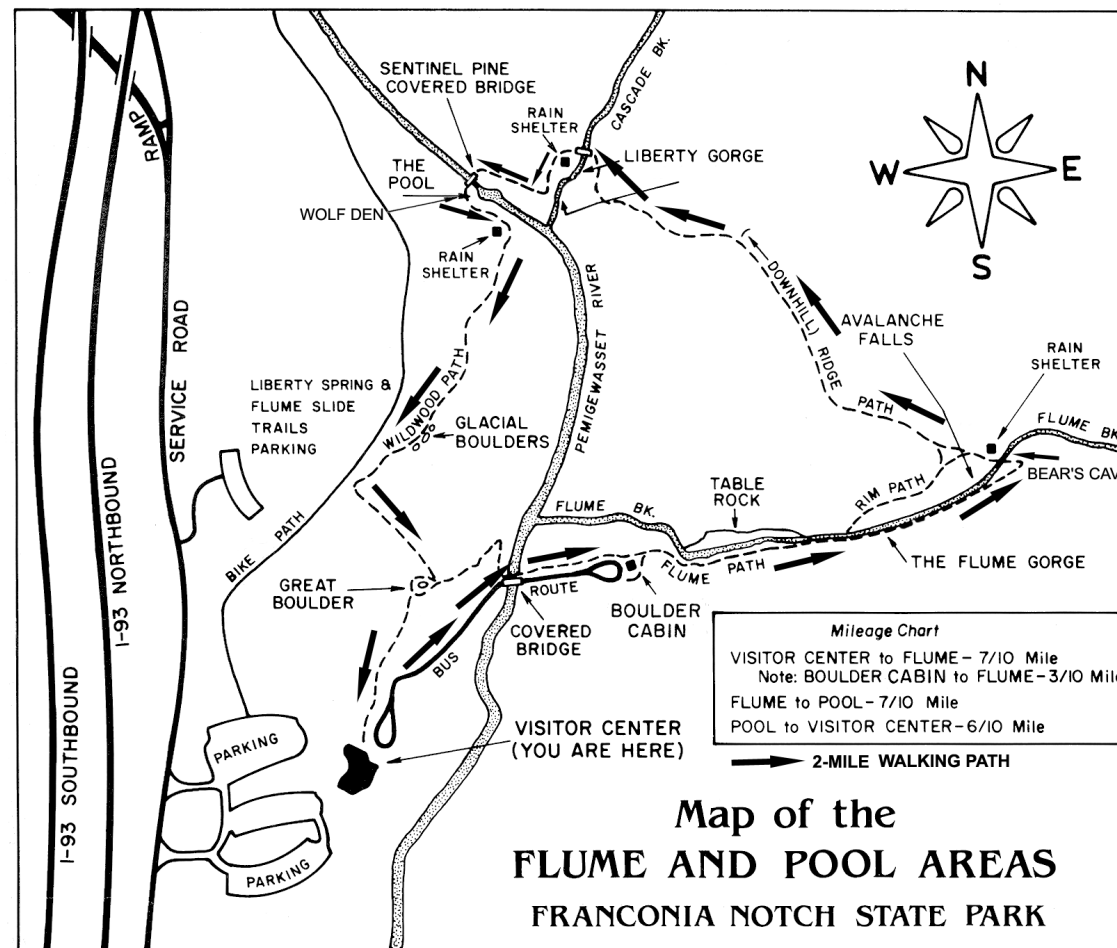 SENTINEL PINE
COVERED BRIDGE
RAIN
SHELTER
CASCADE BK.
LIBERTY GORGE
RAMP
THE
POOL
WOLF DEN
RAIN
SHELTER
N
W
E
S
SERVICE ROAD
PEMIGEWASSET RIVER
(DOWNHILL) RIDGE
PATH
AVALANCHE
FALLS
RAIN
SHELTER
FLUME BK
BEAR'S CAV
LIBERTY SPRING &
FLUME SLIDE
TRAILS
PARKING
WILDWOOD PATH
GLACIAL
BOULDERS
TABLE
ROCK
RIM PATH
FLUME BK.
THE FLUME GORGE
I-93 NORTHBOUND
BIKE PATH
GREAT
BOULDER
FLUME PATH
BUS ROUTE
BOULDER
CABIN
COVERED
BRIDGE
Mileage Chart
VISITOR CENTER to FLUME-7/10 Mile
Note: BOULDER CABIN to FLUME-3/10 Mile
FLUME to POOL-7/10 Mile
POOL to VISITOR CENTER-6/10 Mile
2-MILE WALKING PATH
I-93 SOUTHBOUND
PARKING
VISITOR CENTER
(YOU ARE HERE)
PARKING
Map of the
FLUME AND POOL AREAS
FRANCONIA NOTCH STATE PARK